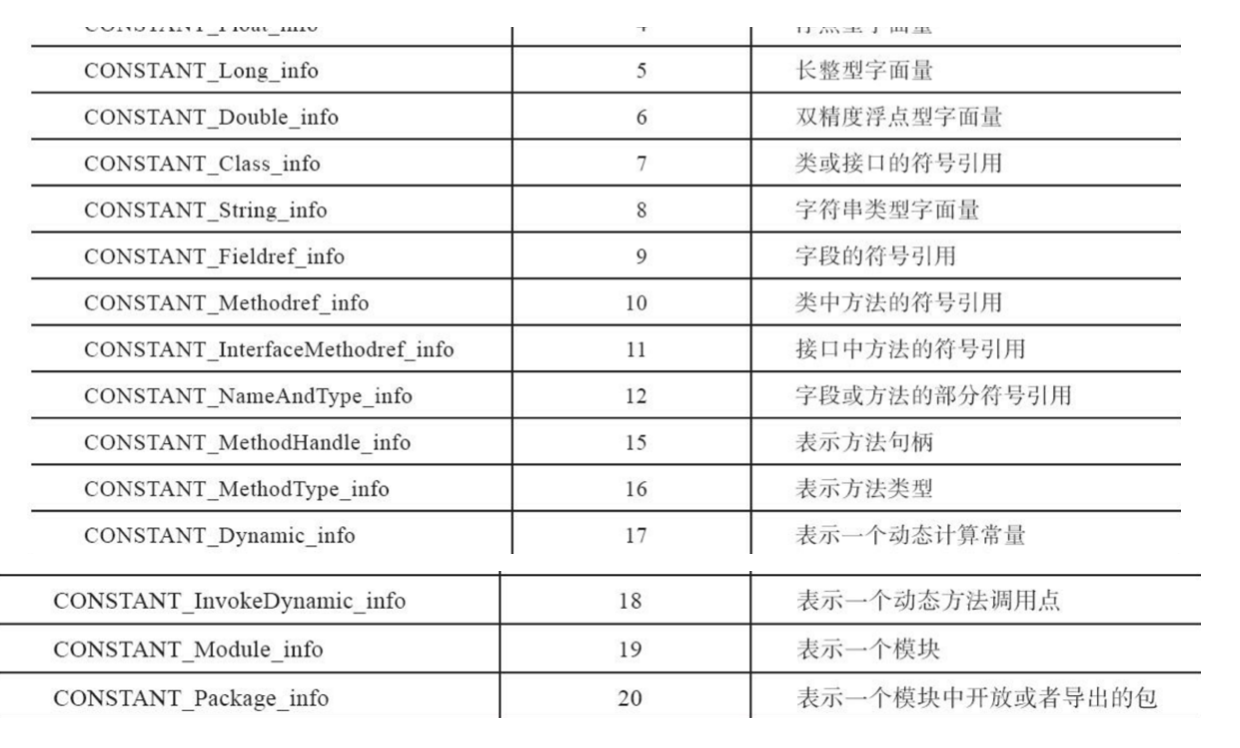 CONSTANT_Float_info 4 浮点型字面量
CONSTANT_Long_info 5 长整型字面量
CONSTANT_Double_info 6 双精度浮点型字面量
CONSTANT_Class_info 7 类或接口的符号引用
CONSTANT_String_info 8 字符串类型字面量
CONSTANT_Fieldref_info 9 字段的符号引用
CONSTANT_Methodref_info 10 类中方法的符号引用
CONSTANT_InterfaceMethodref_info 11 接口中方法的符号引用
CONSTANT_NameAndType_info 12 字段或方法的部分符号引用
CONSTANT_MethodHandle_info 15 表示方法句柄
CONSTANT_MethodType_info 16 表示方法类型
CONSTANT_Dynamic_info 17 表示一个动态计算常量
CONSTANT_InvokeDynamic_info 18 表示一个动态方法调用点
CONSTANT_Module_info 19 表示一个模块
CONSTANT_Package_info 20 表示一个模块中开放或者导出的包